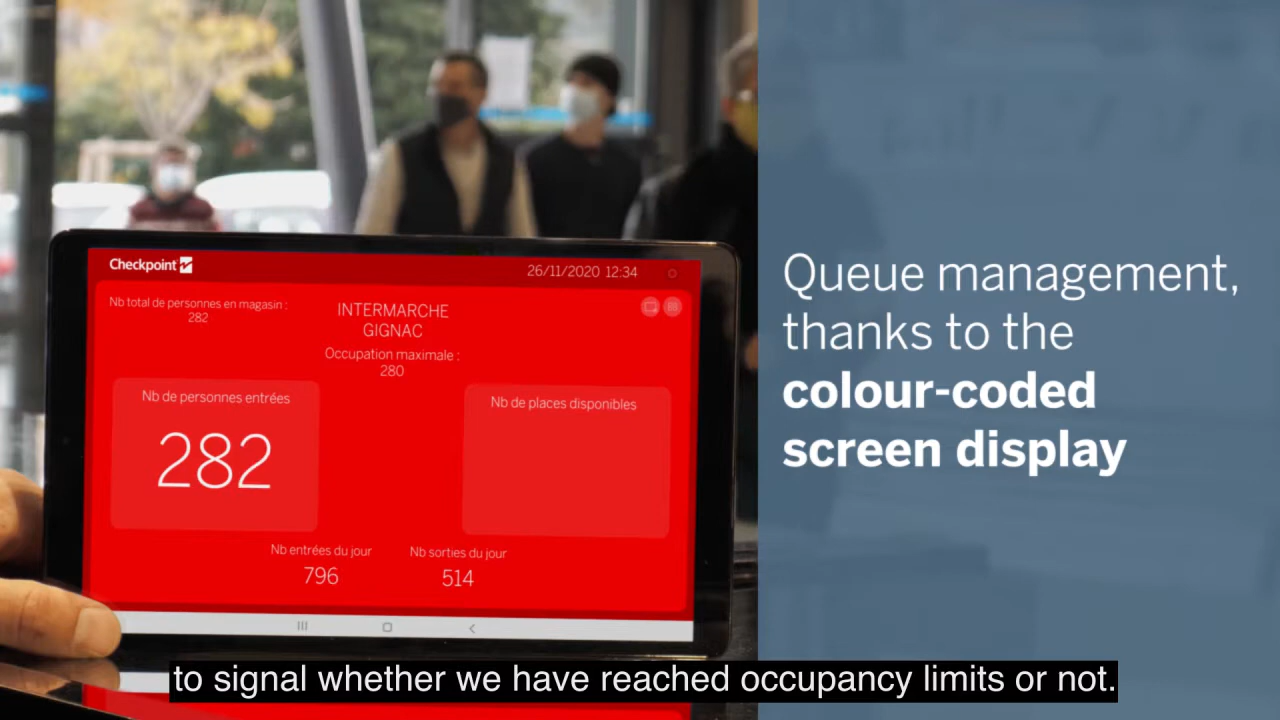 Checkpoint
26/11/2020 12:34
Nb total de personnes en magasin :
282
INTERMARCHE
GIGNAC
Occupation maximale :
280
Nb de personnes entrées
282
Nb de places disponibles
Nb entrées du jour
796
Nb sorties du jour
514
Queue management,
thanks to the
colour-coded
screen display
to signal whether we have reached occupancy limits or not.